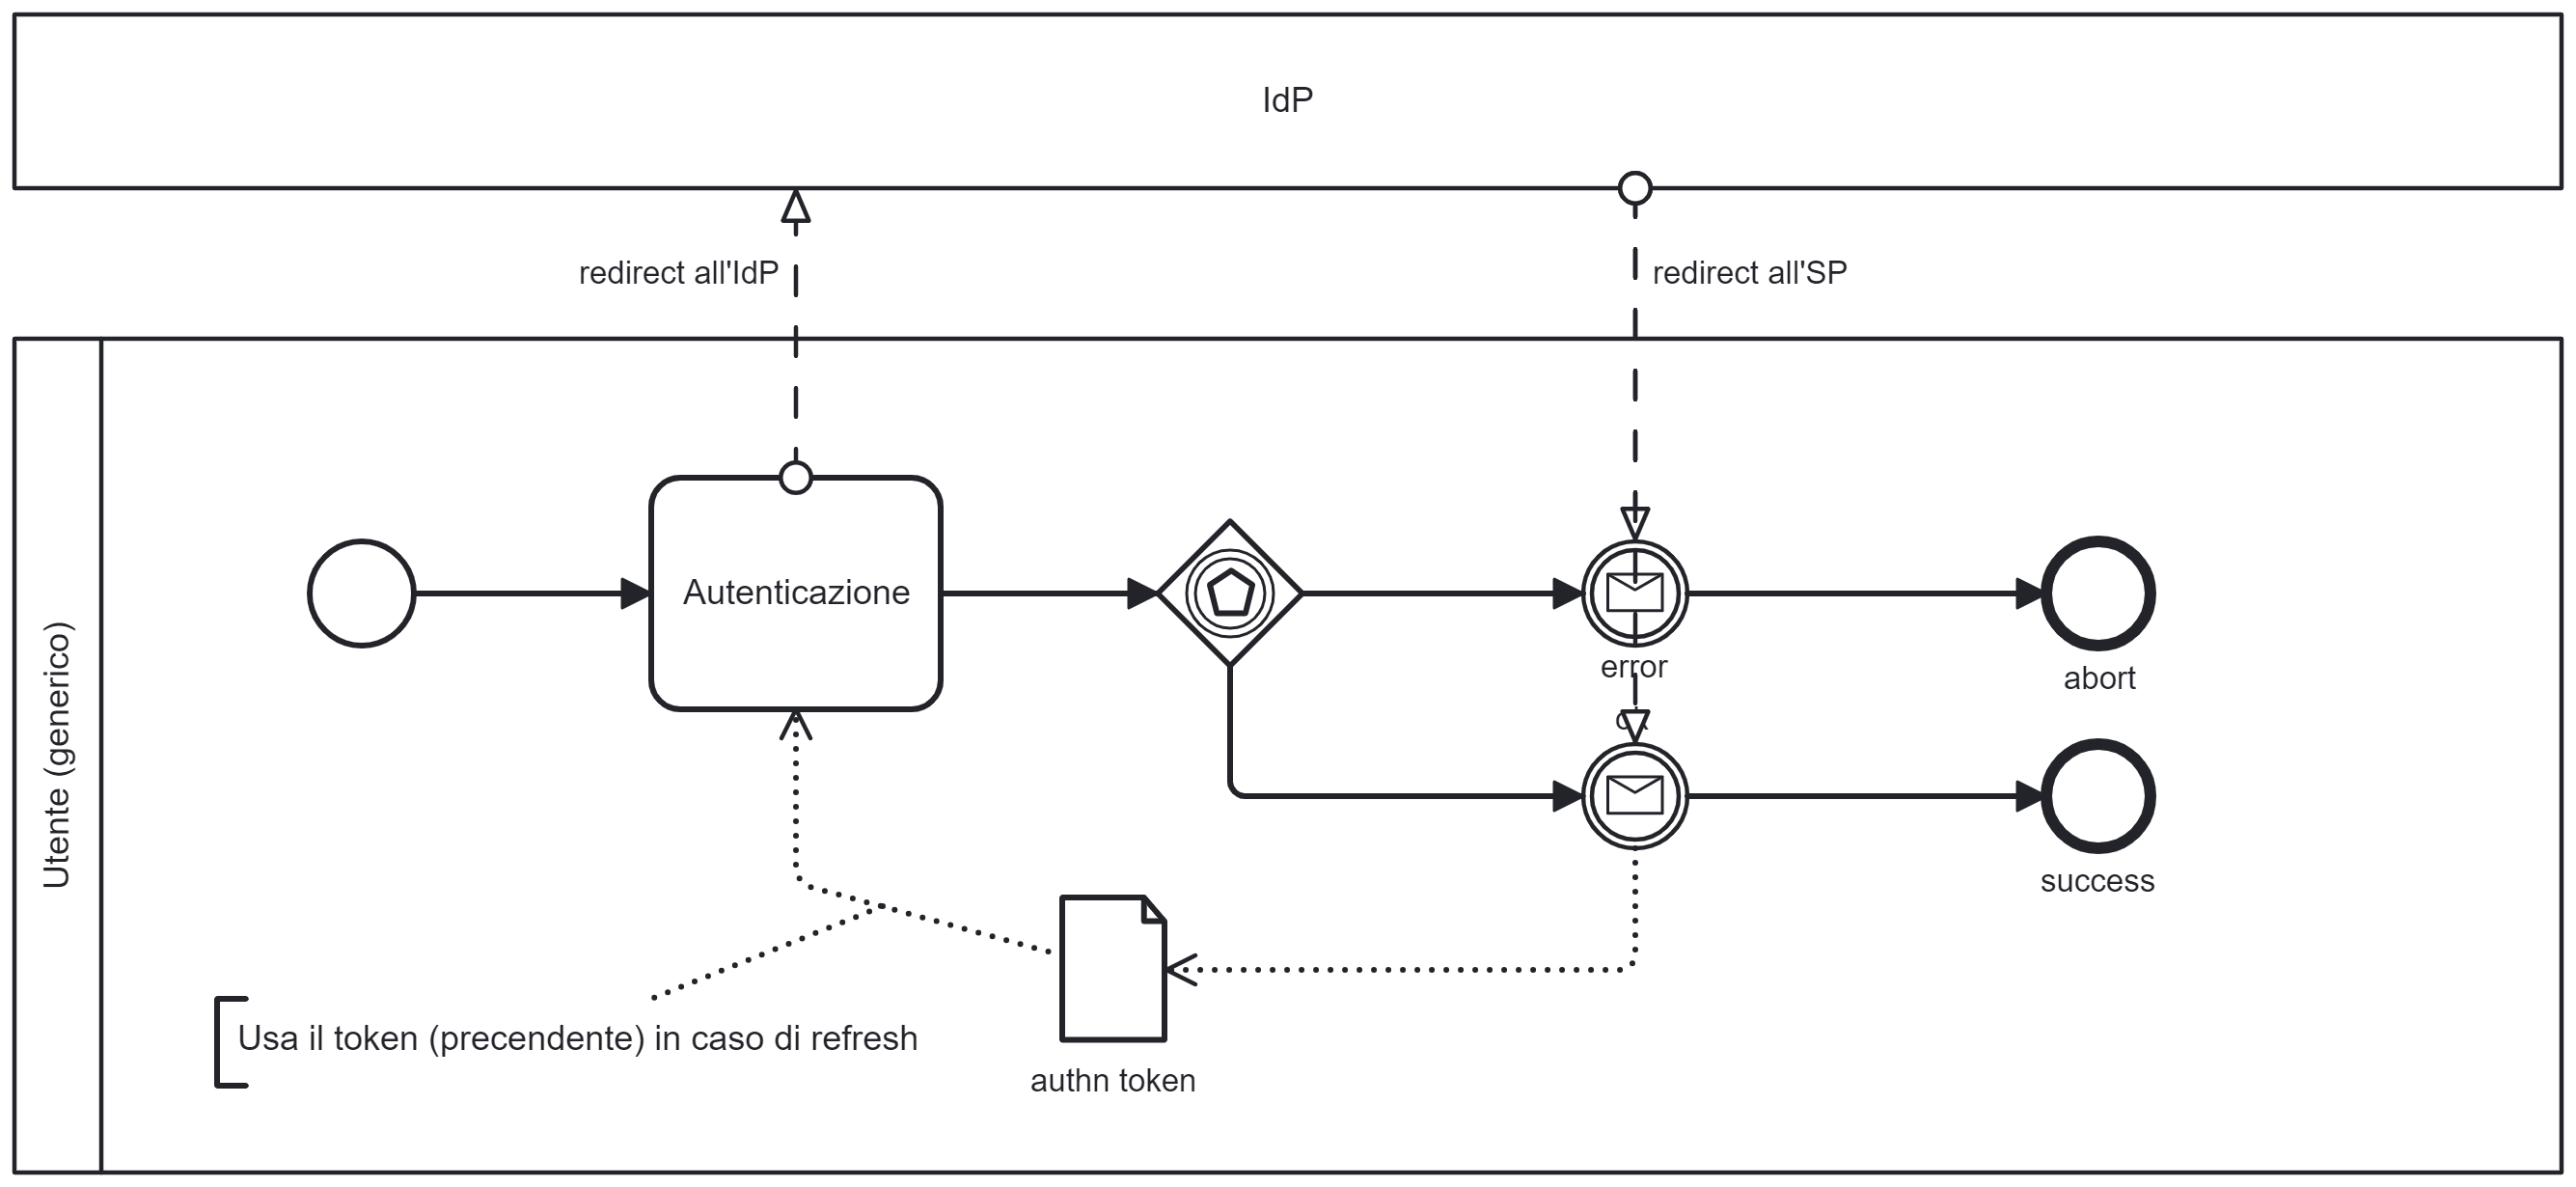 IdP
redirect all'IdP
redirect all'SP
Utente (generico)
Autenticazione
error
abort
success
Usa il token (precendente) in caso di refresh
authn token